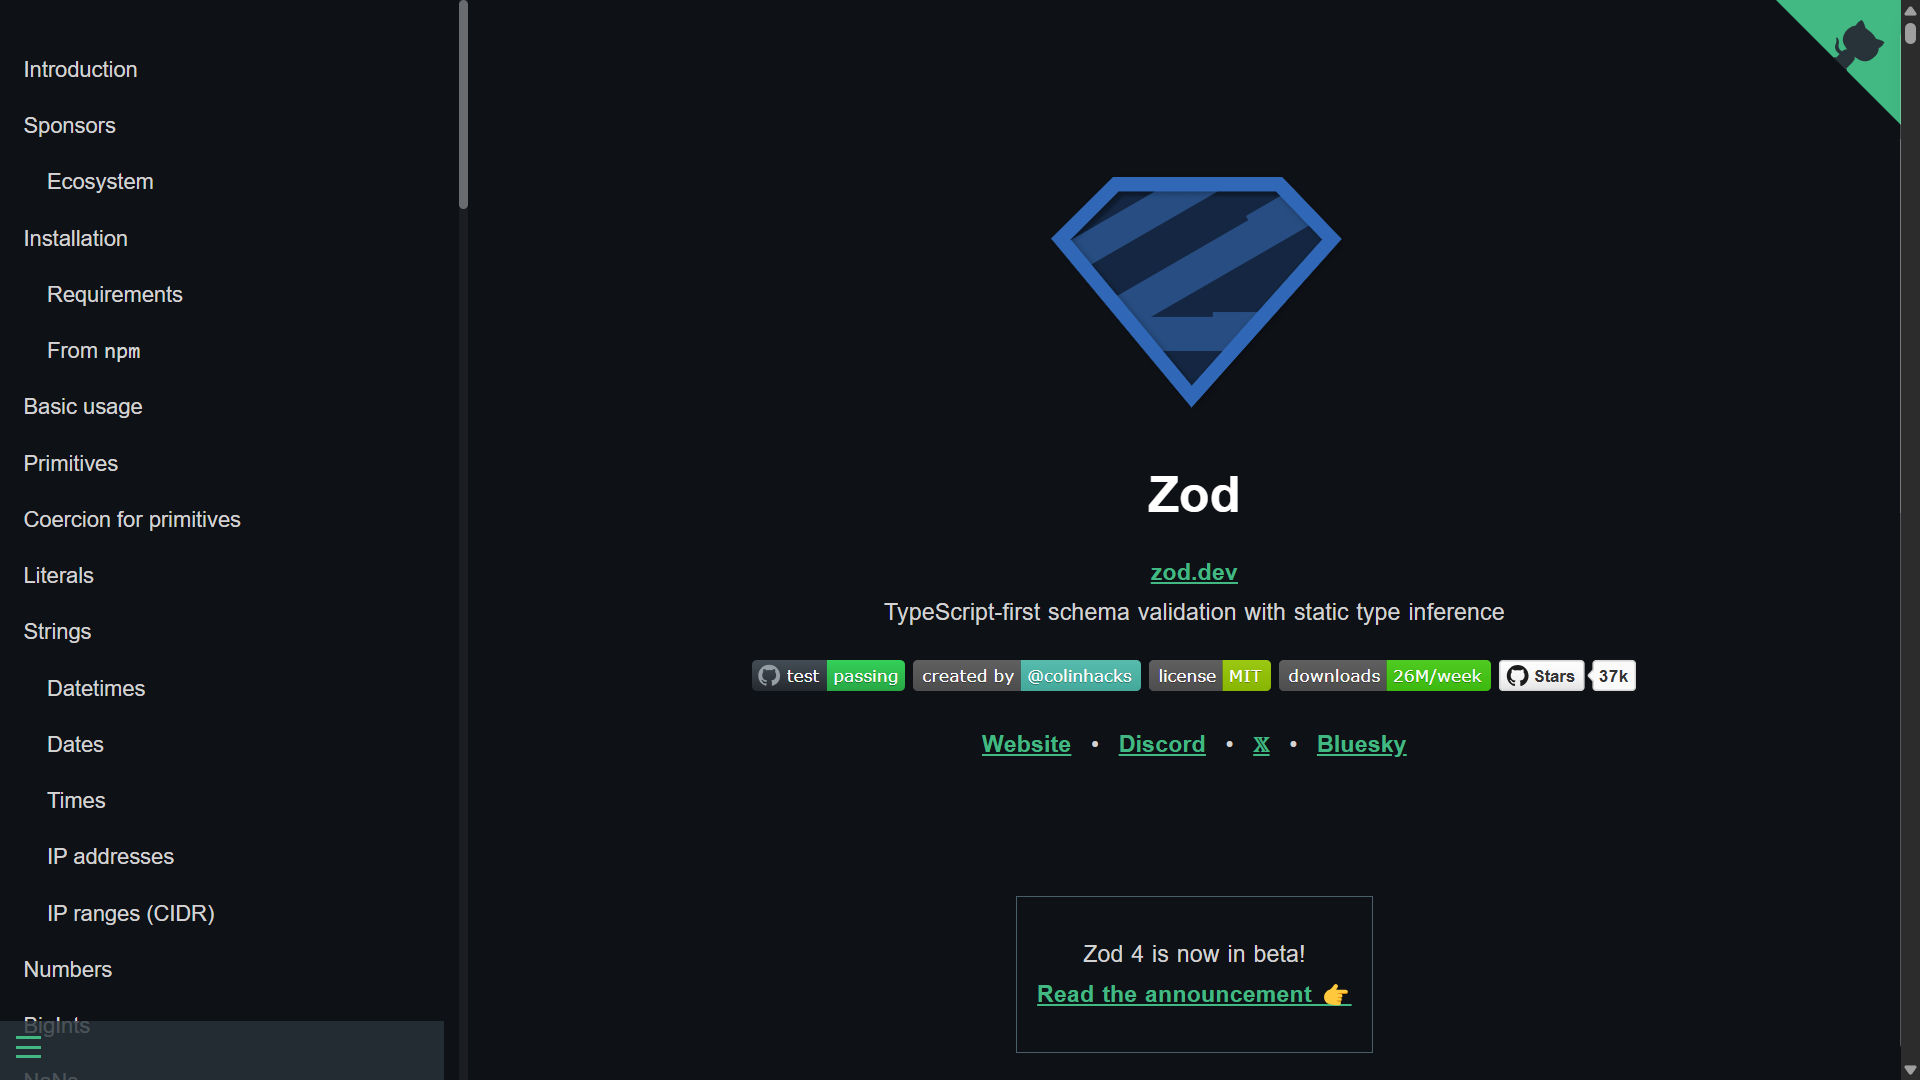 Introduction
Sponsors
Ecosystem
Installation
Requirements
From npm
Basic usage
Primitives
Coercion for primitives
Literals
Strings
Datetimes
Dates
Times
IP addresses
IP ranges (CIDR)
Numbers
BigInts
NaNs
Zod
zod.dev
TypeScript-first schema validation with static type inference
test passing created by @colinhacks license MIT downloads 26M/week Stars 37k
Website • Discord • 𝕏 • Bluesky
Zod 4 is now in beta!
Read the announcement 👉